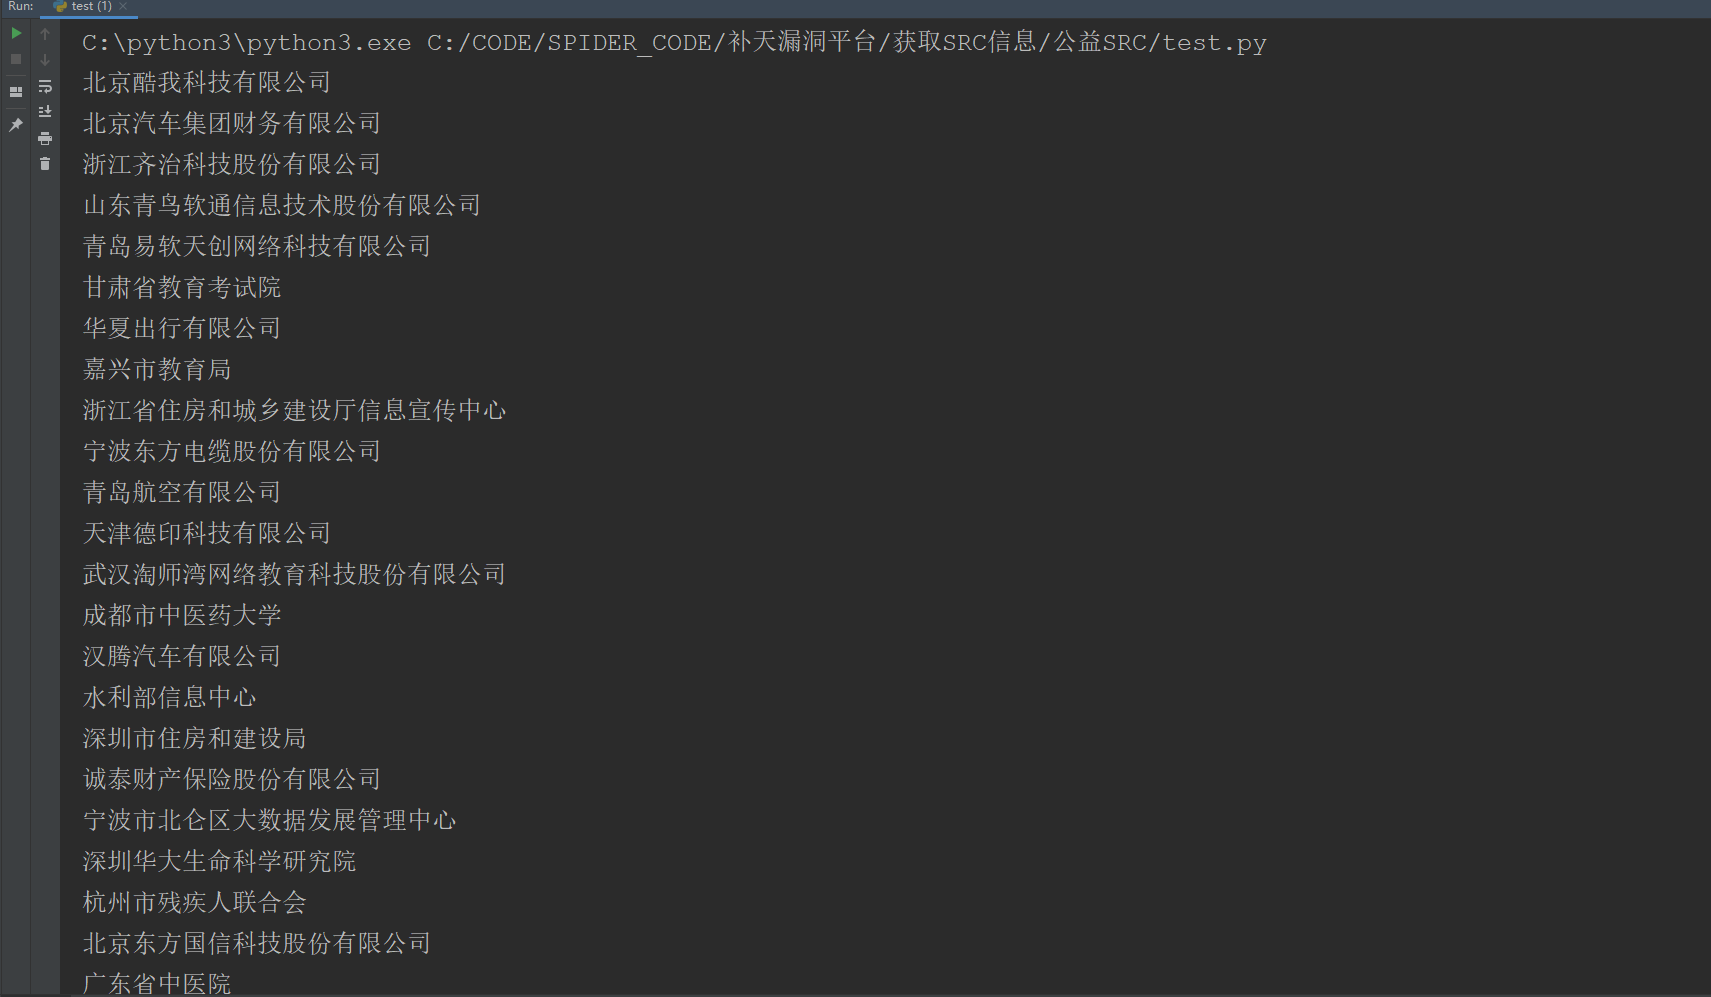 Run: test (1)
C:\python3\python3.exe C:/CODE/SPIDER_CODE/补天漏洞平台/获取SRC信息/公益SRC/test.py
北京酷我科技有限公司
北京汽车集团财务有限公司
浙江齐治科技股份有限公司
山东青鸟软通信息技术股份有限公司
青岛易软天创网络科技有限公司
甘肃省教育考试院
华夏出行有限公司
嘉兴市教育局
浙江省住房和城乡建设厅信息宣传中心
宁波东方电缆股份有限公司
青岛航空有限公司
天津德印科技有限公司
武汉淘师湾网络教育科技股份有限公司
成都市中医药大学
汉腾汽车有限公司
水利部信息中心
深圳市住房和建设局
诚泰财产保险股份有限公司
宁波市北仑区大数据发展管理中心
深圳华大生命科学研究院
杭州市残疾人联合会
北京东方国信科技股份有限公司
广东省中医院